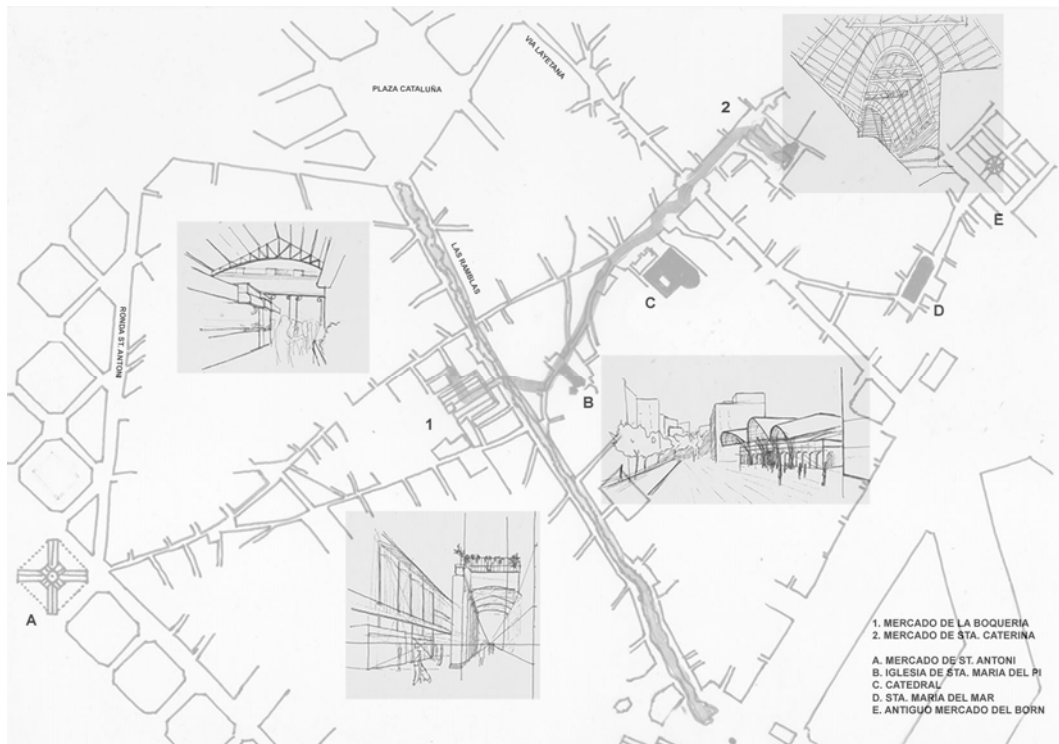 VIA LAYETANA
PLAZA CATALUÑA
2
E
LAS RAMBLAS
C
D
RONDA ST. ANTONI
B
1
A
1. MERCADO DE LA BOQUERIA
2. MERCADO DE STA. CATERINA
A. MERCADO DE ST. ANTONI
B. IGLESIA DE STA. MARIA DEL PI
C. CATEDRAL
D. STA. MARÍA DEL MAR
E. ANTIGUO MERCADO DEL BORN